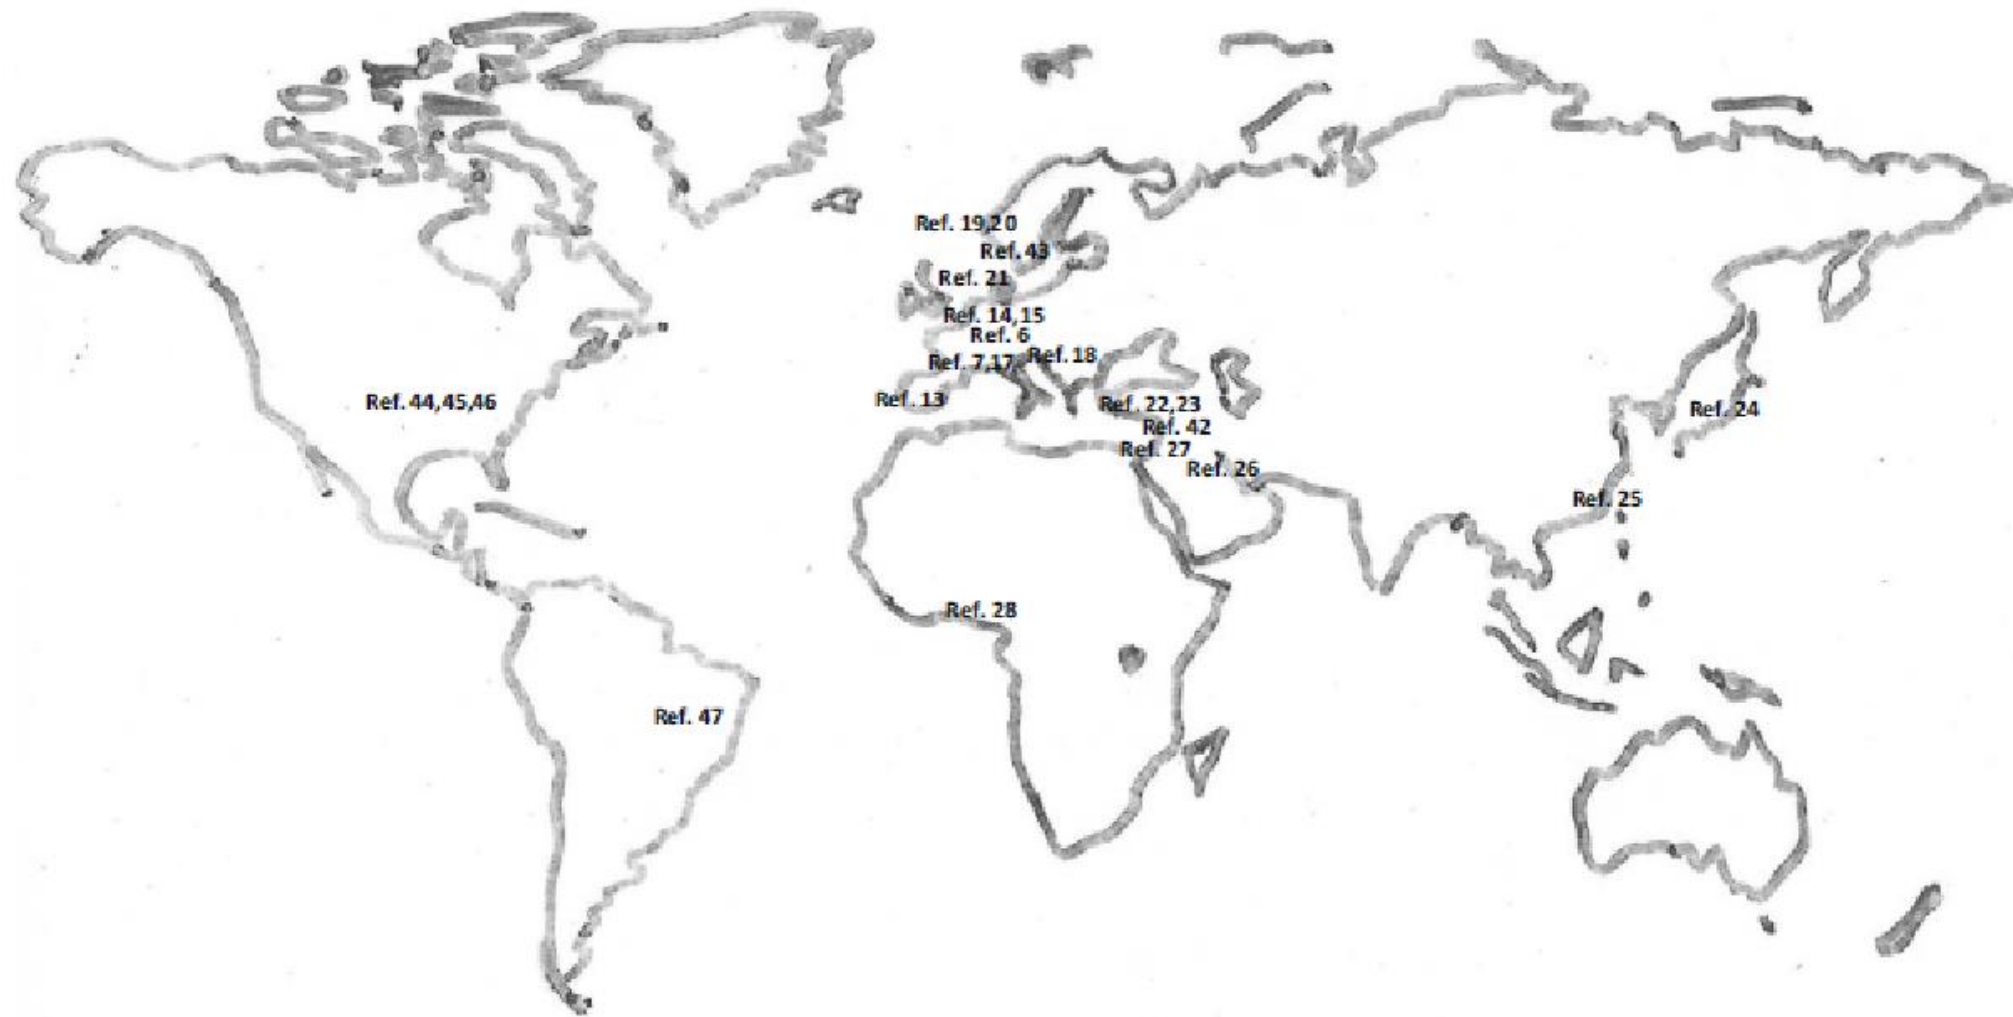 Ref. 19,20
Ref. 43
Ref. 21
Ref. 14,15
Ref. 6
Ref. 18
Ref. 7,17
Ref. 13
Ref. 44,45,46
Ref. 22,23
Ref. 24
Ref. 42
Ref. 27
Ref. 26
Ref. 25
Ref. 28
Ref. 47